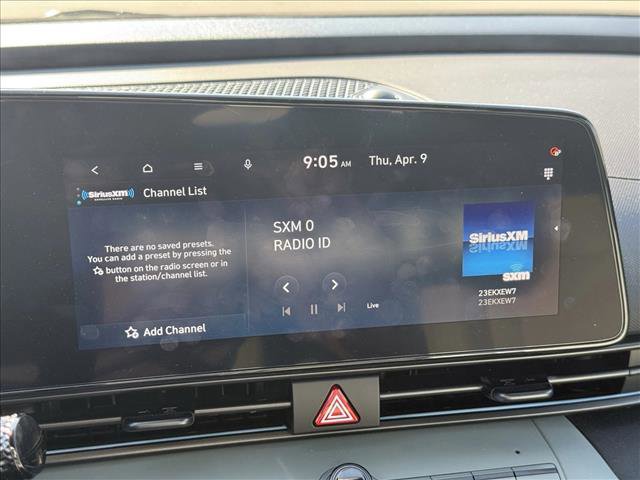 9:05 AM Thu, Apr. 9
SiriusXM
SATELLITE RADIO
Channel List
There are no saved presets.
You can add a preset by pressing the
button on the radio screen or in
the station/channel list.
Add Channel
SXM 0
RADIO ID
Live
SiriusXM
sxm
23EKXEW7
23EKXEW7